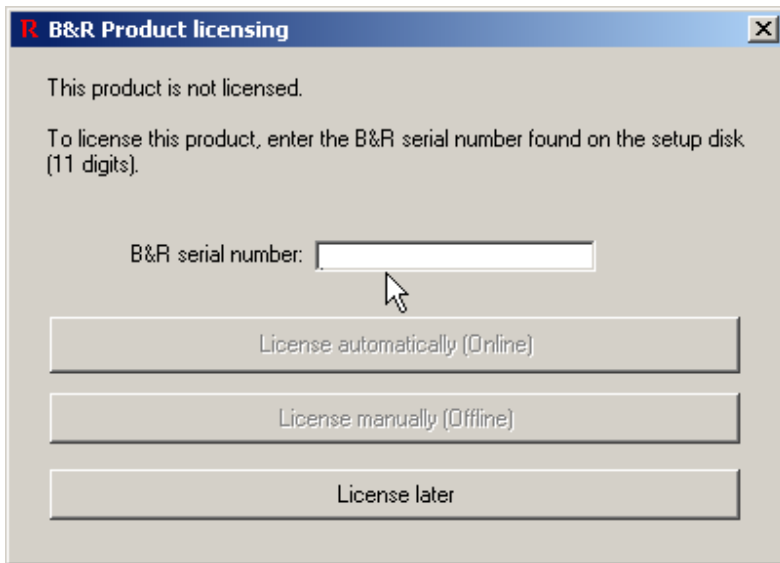 R B&R Product licensing
This product is not licensed.
To license this product, enter the B&R serial number found on the setup disk
(11 digits).
B&R serial number:
License automatically (Online)
License manually (Offline)
License later